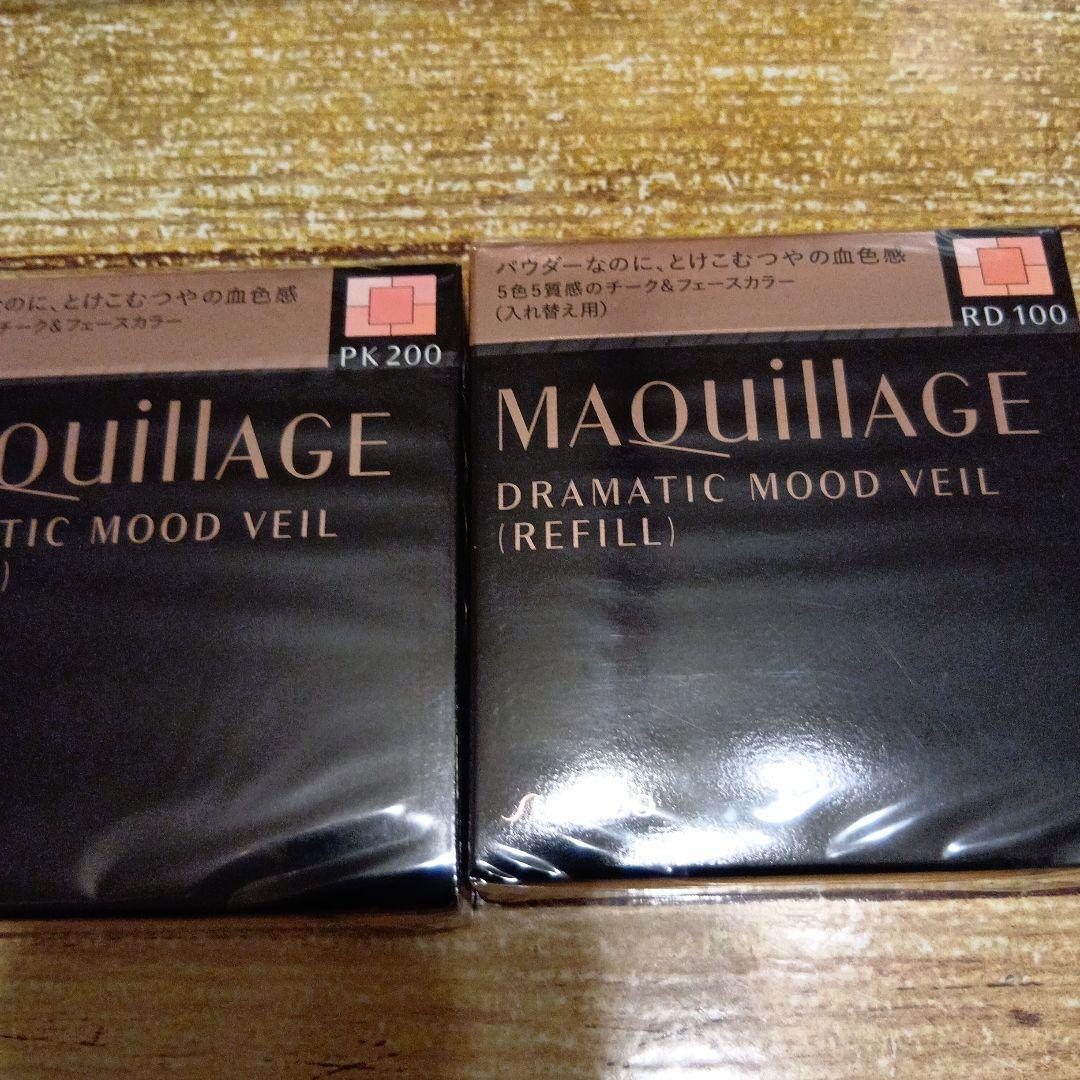 なのに、とけこむつやの血色感
チーク&フェースカラー
PK 200
QuillAGE
TIC MOOD VEIL
)
パウダーなのに、とけこむつやの血色感
5色5質感のチーク&フェースカラー
(入れ替え用)
RD 100
MAQuillAGE
DRAMATIC MOOD VEIL
(REFILL)